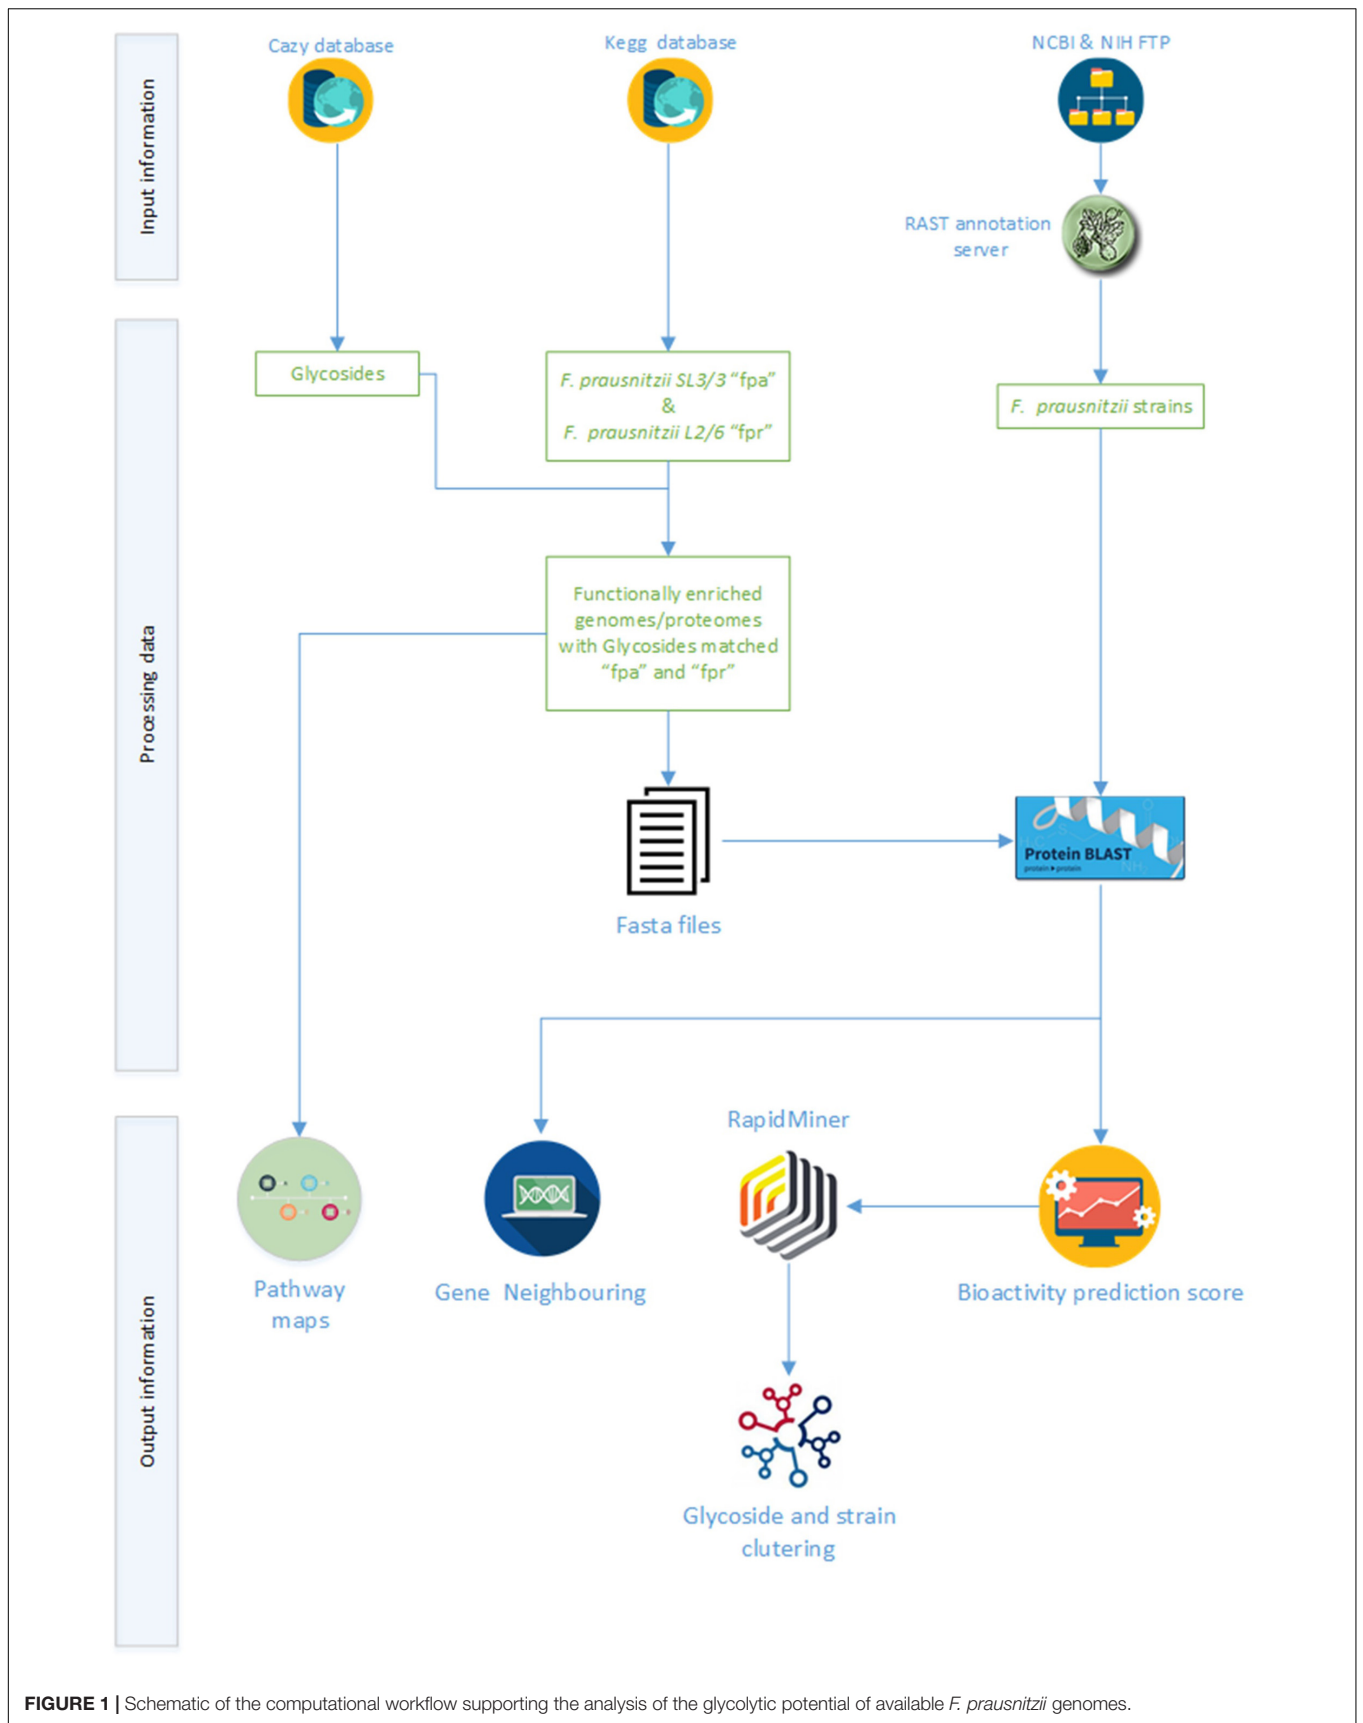 Cazy database
Kegg database
NCBI & NIH FTP
Input information
RAST annotation
server
Glycosides
F. prausnitzii SL3/3 “fpa”
&
F. prausnitzii L2/6 “fpr”
F. prausnitzii strains
Processing data
Functionally enriched
genomes/proteomes
with Glycosides matched
“fpa” and “fpr”
Protein BLAST
protein ▸ protein
Fasta files
Output information
RapidMiner
Pathway
maps
Gene Neighbouring
Bioactivity prediction score
Glycoside and strain
clutering
FIGURE 1 | Schematic of the computational workflow supporting the analysis of the glycolytic potential of available F. prausnitzii genomes.